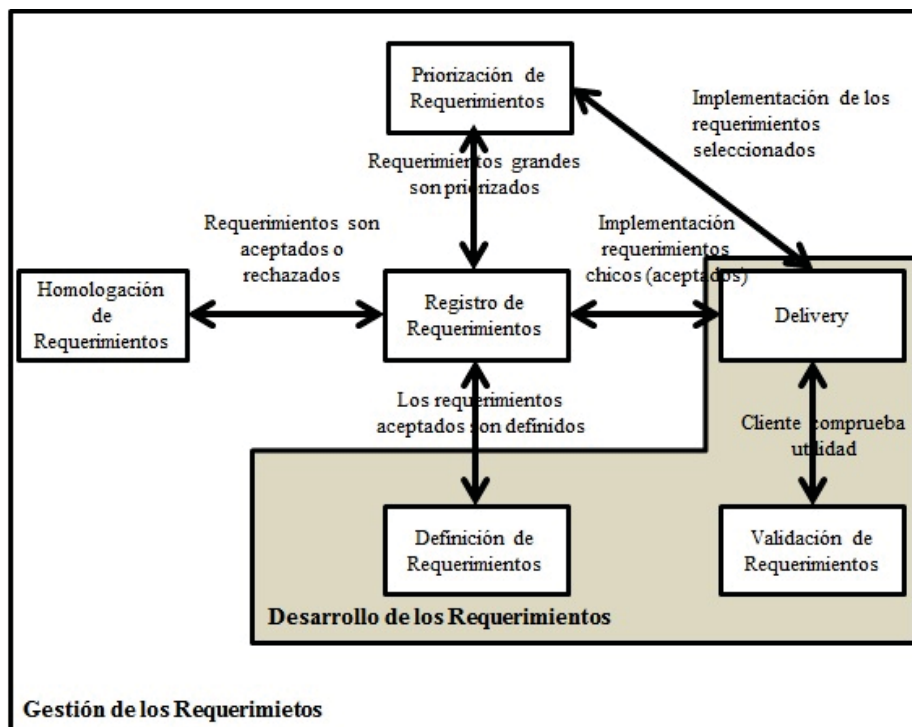 Priorización de
Requerimientos
Implementación de los
requerimientos
seleccionados
Requerimientos grandes
son priorizados
Requerimientos son
aceptados o
rechazados
Implementación
requerimientos
chicos (aceptados)
Homologación
de
Requerimientos
Registro de
Requerimientos
Delivery
Los requerimientos
aceptados son definidos
Cliente comprueba
utilidad
Definición de
Requerimientos
Validación de
Requerimientos
Desarrollo de los Requerimientos
Gestión de los Requerimietos